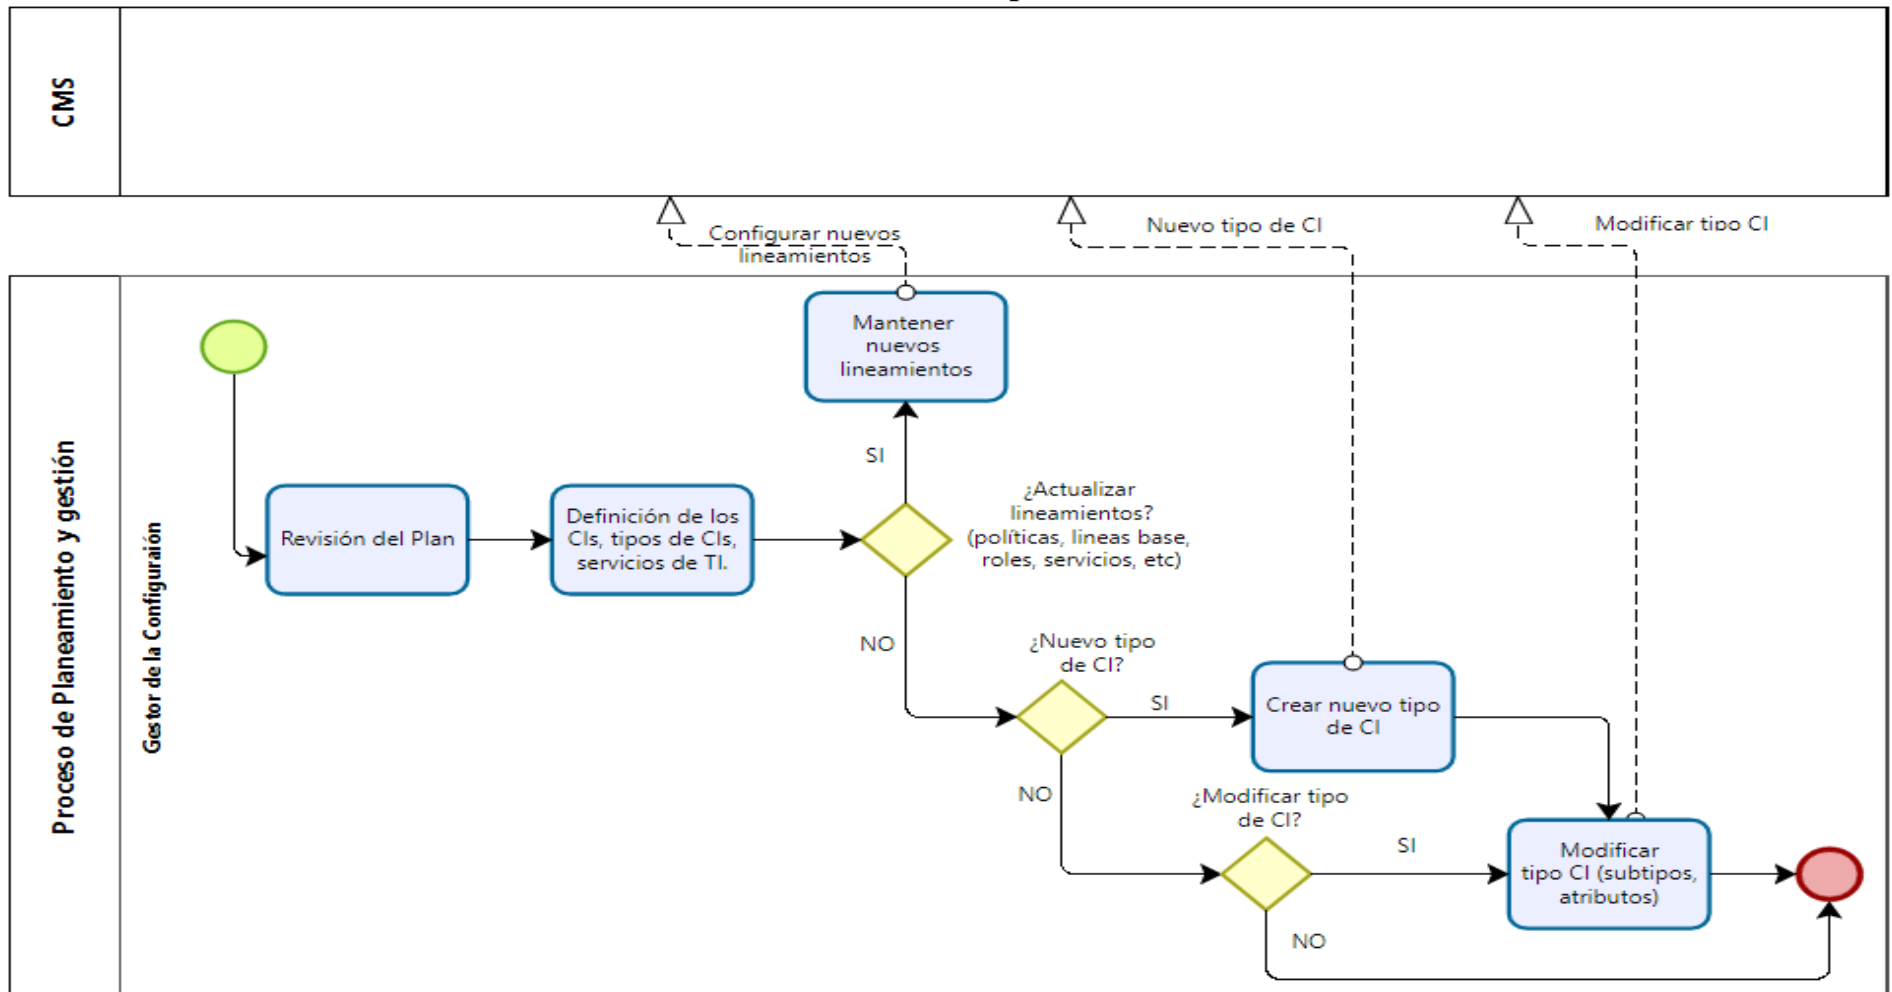 CMS
Configurar nuevos
lineamientos
Nuevo tipo de CI
Modificar tipo CI
Proceso de Planeamiento y gestión
Gestor de la Configuraión
Mantener
nuevos
lineamientos
SI
¿Actualizar
lineamientos?
(políticas, lineas base,
roles, servicios, etc)
Revisión del Plan
Definición de los
CIs, tipos de CIs,
servicios de TI.
NO
¿Nuevo tipo
de CI?
SI
Crear nuevo tipo
de CI
NO
¿Modificar tipo
de CI?
SI
Modificar
tipo CI (subtipos,
atributos)
NO